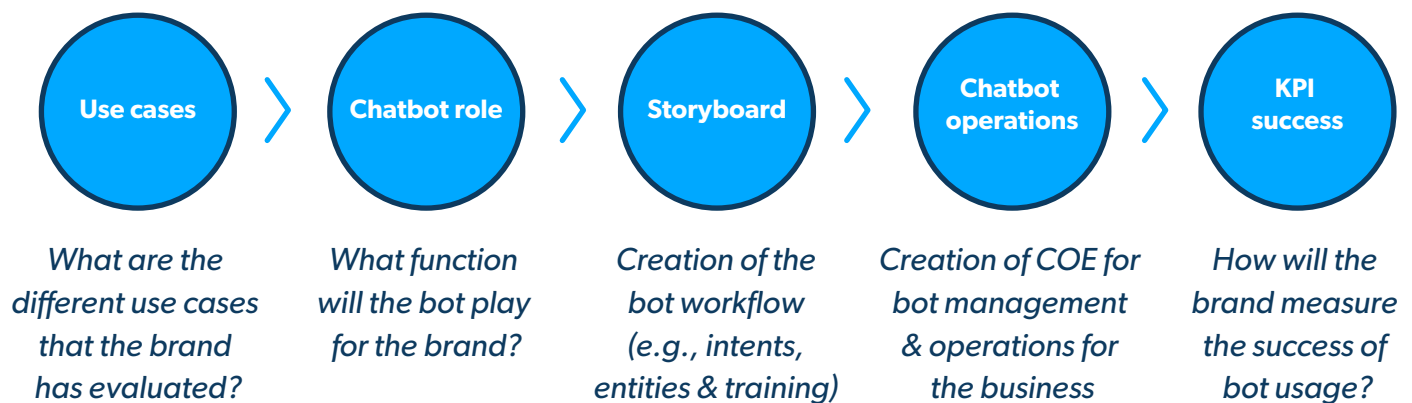 Use cases
Chatbot role
Storyboard
Chatbot
operations
KPI
success
What are the
different use cases
that the brand
has evaluated?
What function
will the bot play
for the brand?
Creation of the
bot workflow
(e.g., intents,
entities & training)
Creation of COE for
bot management
& operations for
the business
How will the
brand measure
the success of
bot usage?